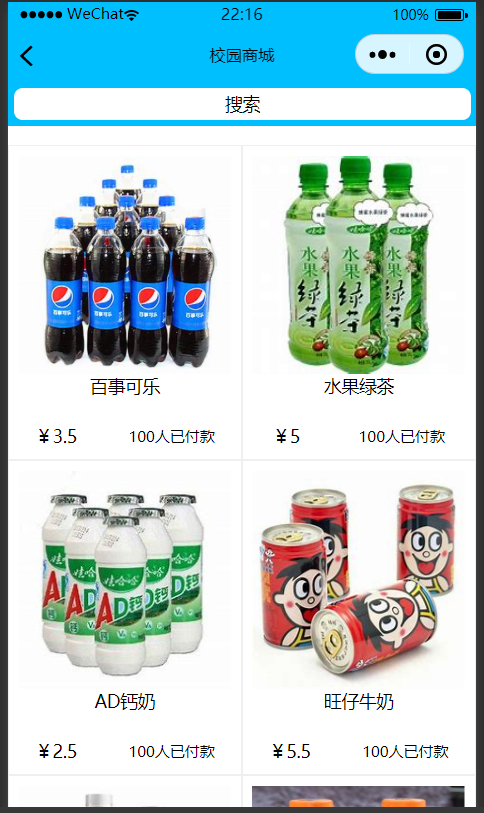 WeChat 22:16 100%
校园商城
搜索
百事可乐
水果绿茶
¥3.5 100人已付款
¥5 100人已付款
AD钙奶
旺仔牛奶
¥2.5 100人已付款
¥5.5 100人已付款